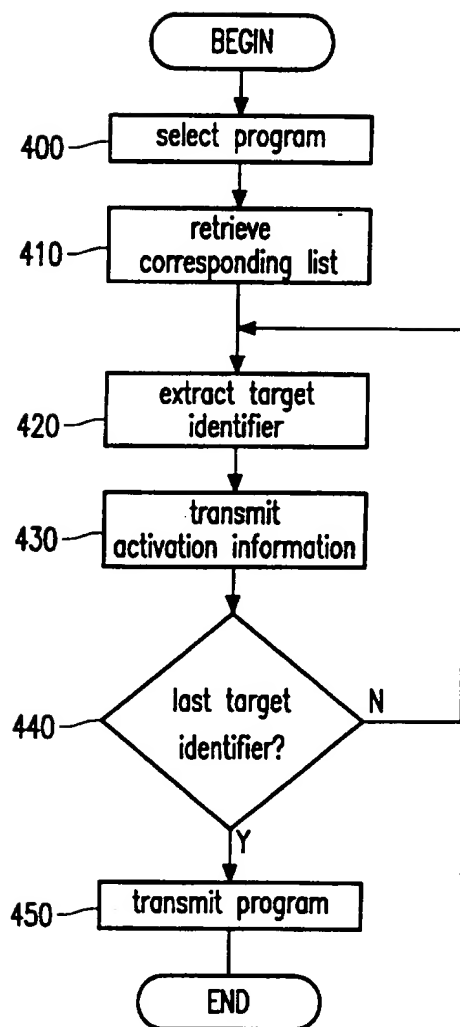 BEGIN
400
select program
410
retrieve
corresponding list
420
extract target
identifier
430
transmit
activation information
440
last target
identifier?
N
Y
450
transmit program
END